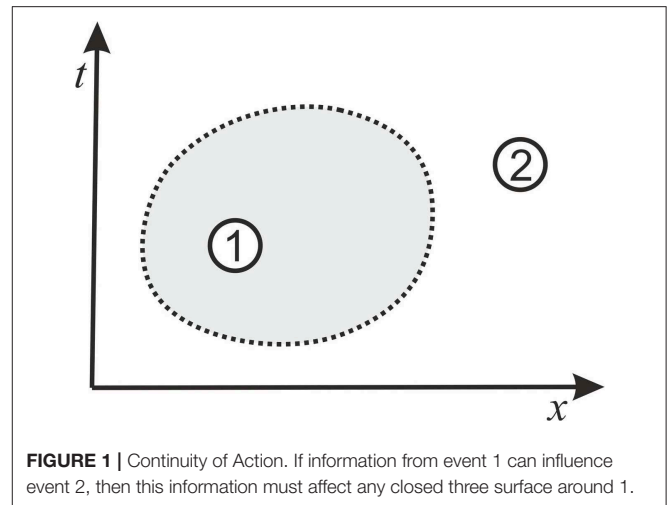 t
2
1
x
FIGURE 1 | Continuity of Action. If information from event 1 can influence
event 2, then this information must affect any closed three surface around 1.